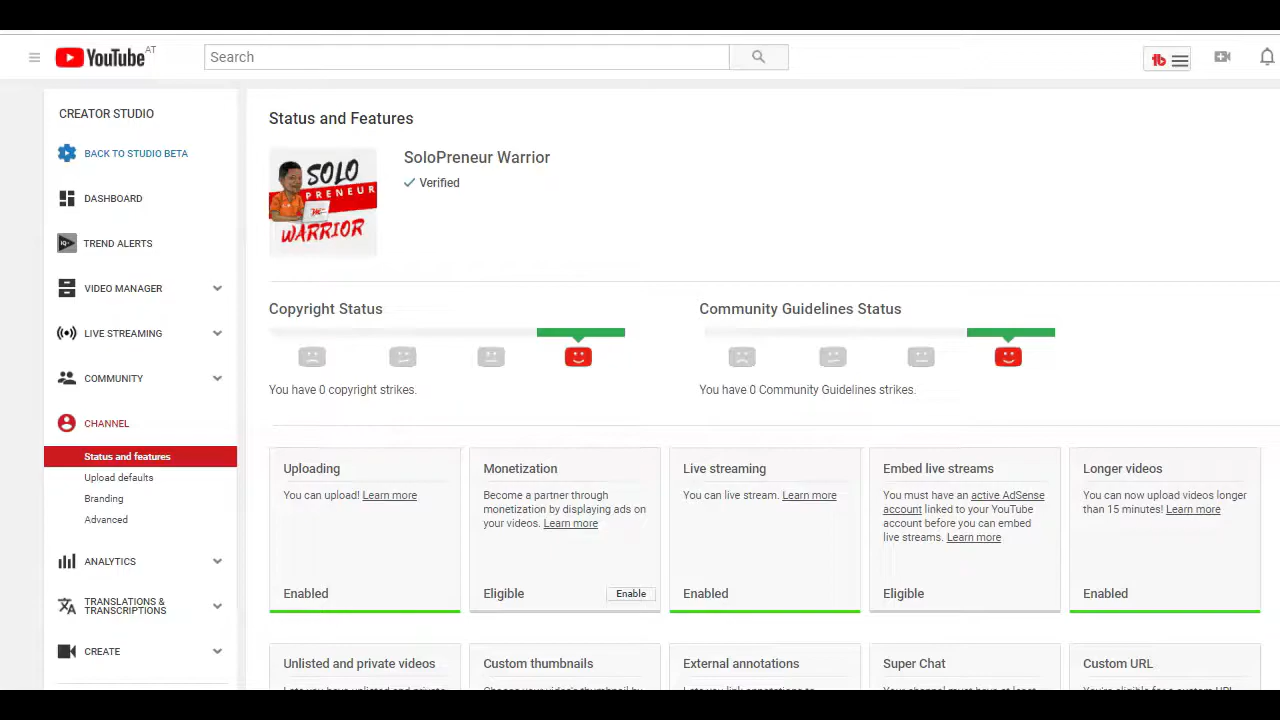 YouTube AT
Search
CREATOR STUDIO
BACK TO STUDIO BETA
DASHBOARD
TREND ALERTS
VIDEO MANAGER
LIVE STREAMING
COMMUNITY
CHANNEL
Status and features
Upload defaults
Branding
Advanced
ANALYTICS
TRANSLATIONS &
TRANSCRIPTIONS
CREATE
Status and Features
SOLO
PRENEUR
WARRIOR
SoloPreneur Warrior
Verified
Copyright Status
You have 0 copyright strikes.
Community Guidelines Status
You have 0 Community Guidelines strikes.
Uploading
You can upload! Learn more
Enabled
Monetization
Become a partner through
monetization by displaying ads on
your videos. Learn more
Eligible
Enable
Live streaming
You can live stream. Learn more
Enabled
Embed live streams
You must have an active AdSense
account linked to your YouTube
account before you can embed
live streams. Learn more
Eligible
Longer videos
You can now upload videos longer
than 15 minutes! Learn more
Enabled
Unlisted and private videos
Custom thumbnails
External annotations
Super Chat
Custom URL